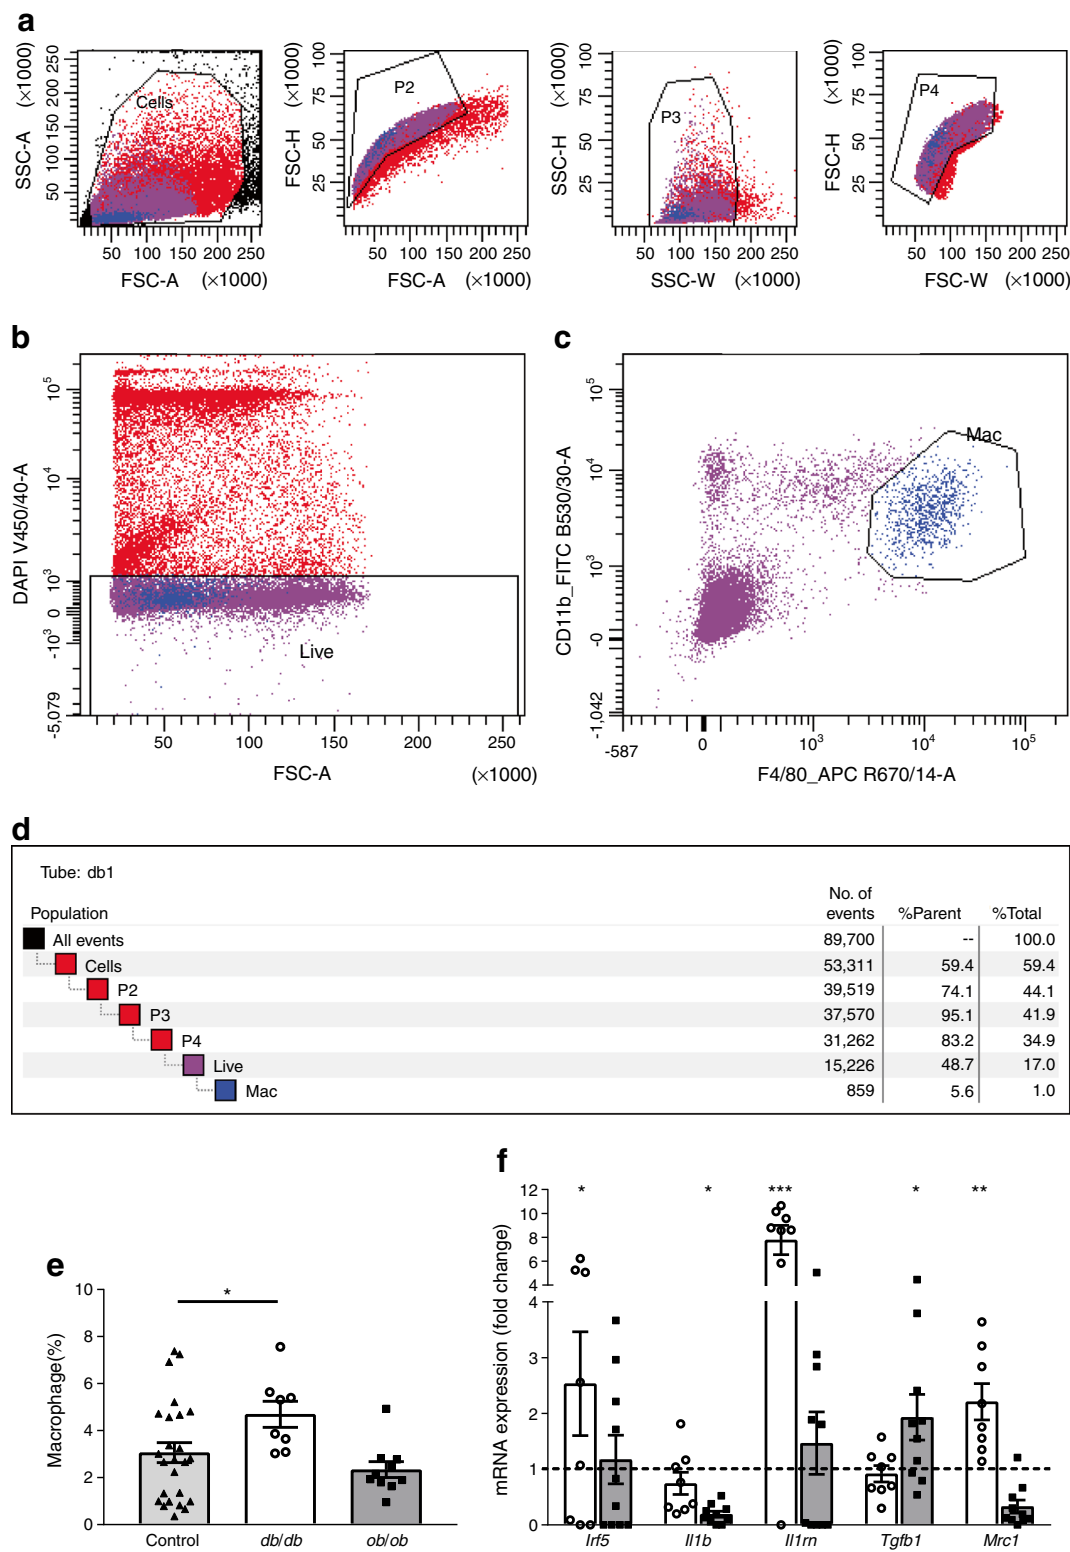 a
SSC-A (×1000)
50 100 150 200 250
Cells
50 100 150 200 250
FSC-A (×1000)
FSC-H (×1000)
25 50 75 100
P2
50 100 150 200 250
FSC-A (×1000)
SSC-H (×1000)
25 50 75 100
P3
50 100 150 200 250
SSC-W (×1000)
FSC-H (×1000)
25 50 75 100
P4
50 100 150 200 250
FSC-W (×1000)
b
DAPI V450/40-A
10^5
10^4
10^3
0
-10^3
-5,079
Live
50 100 150 200 250
FSC-A (×1000)
c
CD11b_FITC B530/30-A
10^5
10^4
10^3
-0
-1,042
Mac
-587 0 10^3 10^4 10^5
F4/80_APC R670/14-A
d
Tube: db1
Population No. of events %Parent %Total
All events 89,700 -- 100.0
Cells 53,311 59.4 59.4
P2 39,519 74.1 44.1
P3 37,570 95.1 41.9
P4 31,262 83.2 34.9
Live 15,226 48.7 17.0
Mac 859 5.6 1.0
e
Macrophage(%)
10
8
6
4
2
0
*
Control db/db ob/ob
f
mRNA expression (fold change)
12
10
8
6
4
4
3
2
1
0
* * *** * **
Irf5 Il1b Il1rn Tgfb1 Mrc1